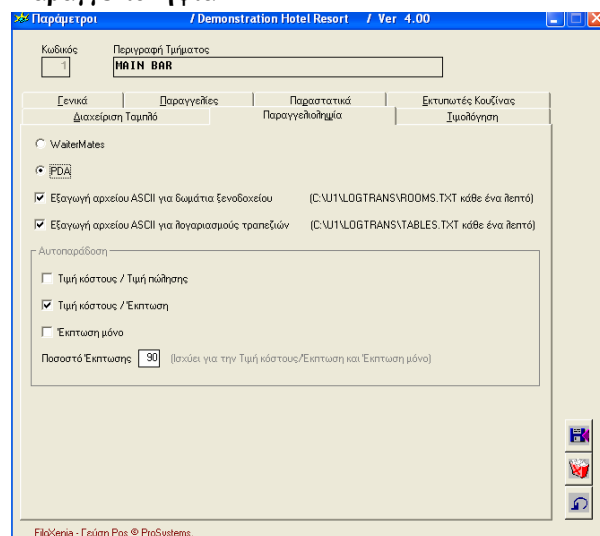 Παράμετροι / Demonstration Hotel Resort / Ver 4.00
Κωδικός Περιγραφή Τμήματος
1 MAIN BAR
Γενικά Παραγγελίες Παραστατικά Εκτυπωτές Κουζίνας
Διαχείριση Ταμπλό Παραγγελιοληψία Τιμολόγηση
WaiterMates
PDA
Εξαγωγή αρχείου ASCII για δωμάτια ξενοδοχείου (C:\U1\LOGTRANS\ROOMS.TXT κάθε ένα λεπτό)
Εξαγωγή αρχείου ASCII για λογαριασμούς τραπεζιών (C:\U1\LOGTRANS\TABLES.TXT κάθε ένα λεπτό)
Αυτοπαράδοση
Τιμή κόστους / Τιμή πώλησης
Τιμή κόστους / Έκπτωση
Έκπτωση μόνο
Ποσοστό Έκπτωσης 90 (Ισχύει για την Τιμή κόστους/Έκπτωση και Έκπτωση μόνο)
FiloXenia - Γεύση Pos © ProSystems.